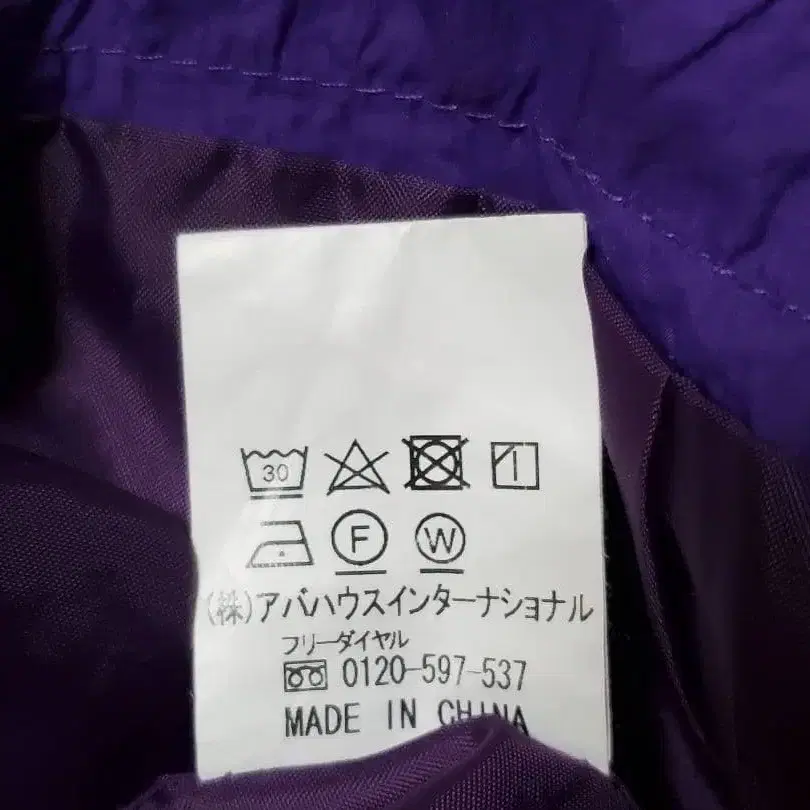 30
F W
(株)アバハウスインターナショナル
フリーダイヤル
0120-597-537
MADE IN CHINA